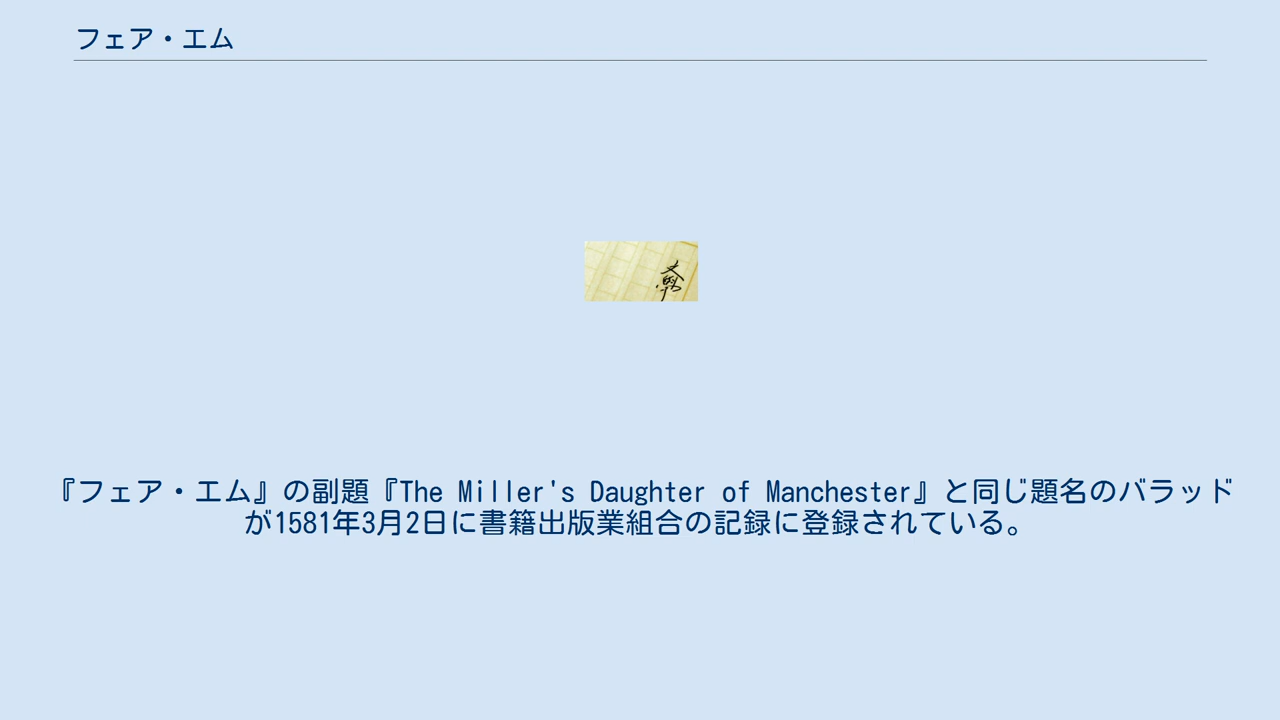 フェア・エム
『フェア・エム』の副題『The Miller's Daughter of Manchester』と同じ題名のバラッド
が1581年3月2日に書籍出版業組合の記録に登録されている。